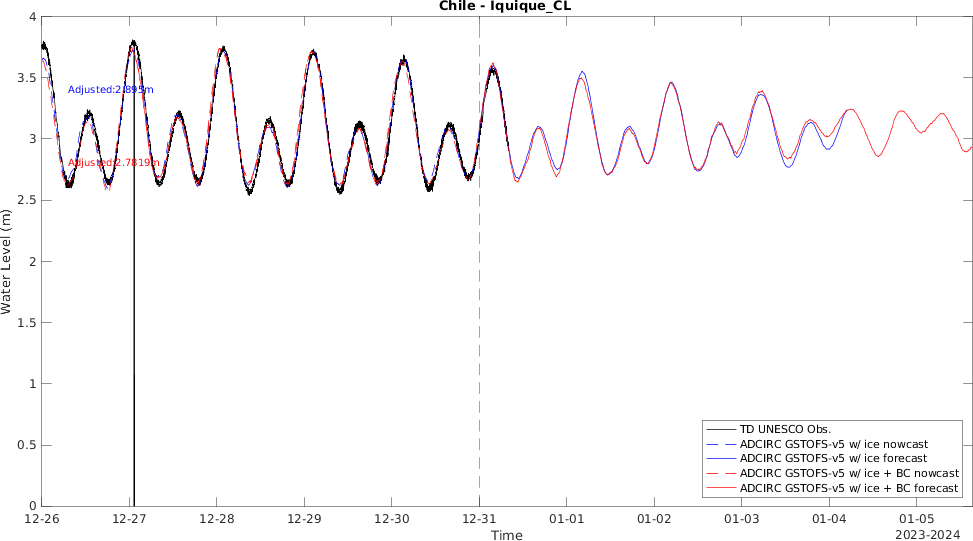 Chile - Iquique_CL
4
3.5
3
2.5
2
1.5
1
0.5
0
Water Level (m)
Adjusted:2.895m
Adjusted:2.7819m
TD UNESCO Obs.
ADCIRC GSTOFS-v5 w/ ice nowcast
ADCIRC GSTOFS-v5 w/ ice forecast
ADCIRC GSTOFS-v5 w/ ice + BC nowcast
ADCIRC GSTOFS-v5 w/ ice + BC forecast
12-26 12-27 12-28 12-29 12-30 12-31 01-01 01-02 01-03 01-04 01-05
Time
2023-2024